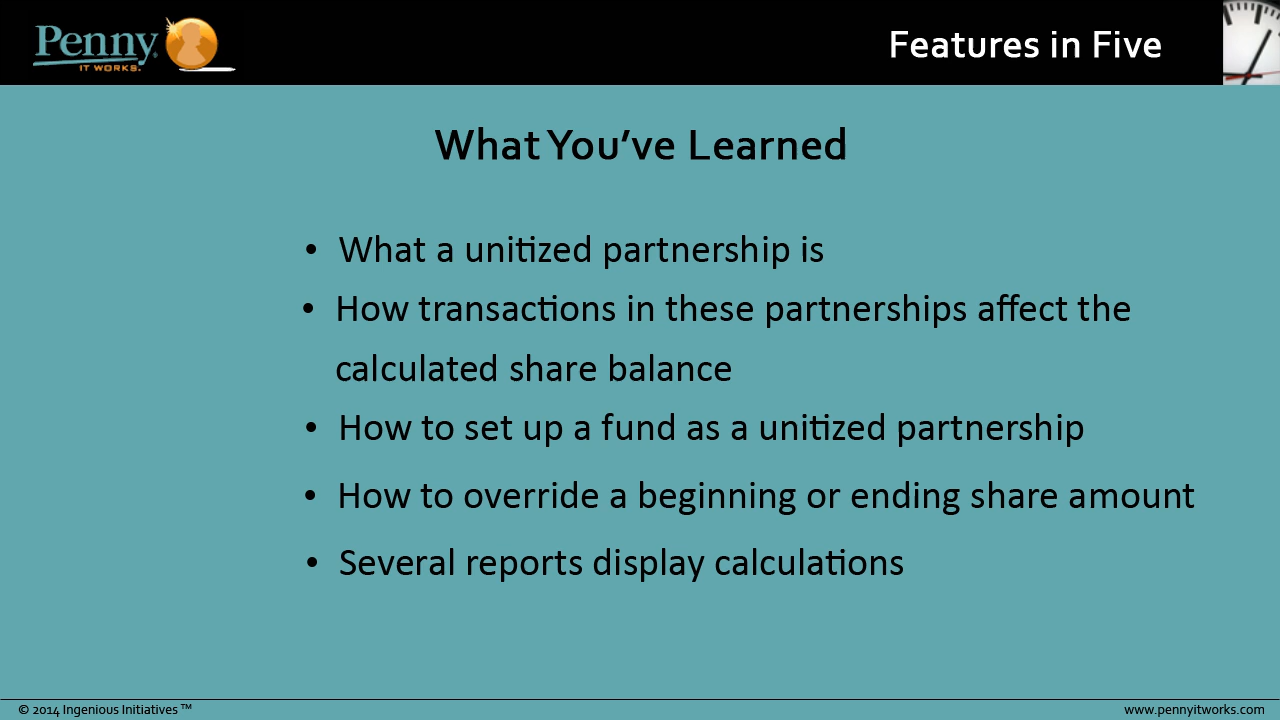 Penny®
IT WORKS.
Features in Five
What You’ve Learned
• What a unitized partnership is
• How transactions in these partnerships affect the
calculated share balance
• How to set up a fund as a unitized partnership
• How to override a beginning or ending share amount
• Several reports display calculations
© 2014 Ingenious Initiatives ™
www.pennyitworks.com